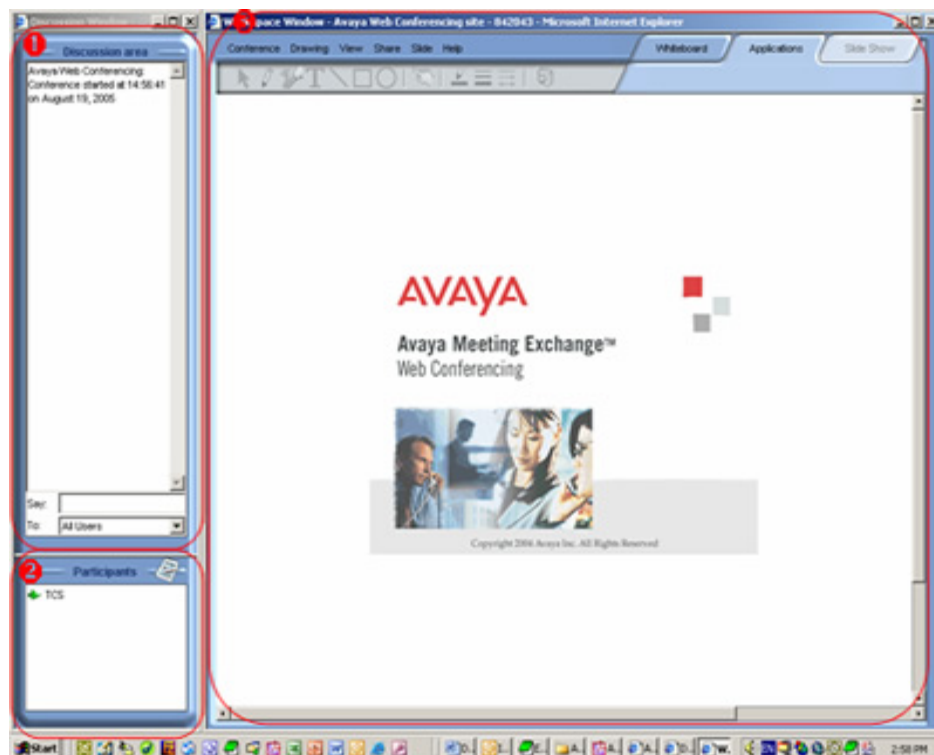 Discussion Window
1
Discussion area
Avaya Web Conferencing:
Conference started at 14:56:41
on August 19, 2005
Say:
To: All Users
2
Participants
TCS
3
Workspace Window - Avaya Web Conferencing site - 842043 - Microsoft Internet Explorer
Conference Drawing View Share Slide Help
Whiteboard Applications Slide Show
T
AVAYA
Avaya Meeting Exchange™
Web Conferencing
Copyright 2004 Avaya Inc. All Rights Reserved
Start
2:58 PM